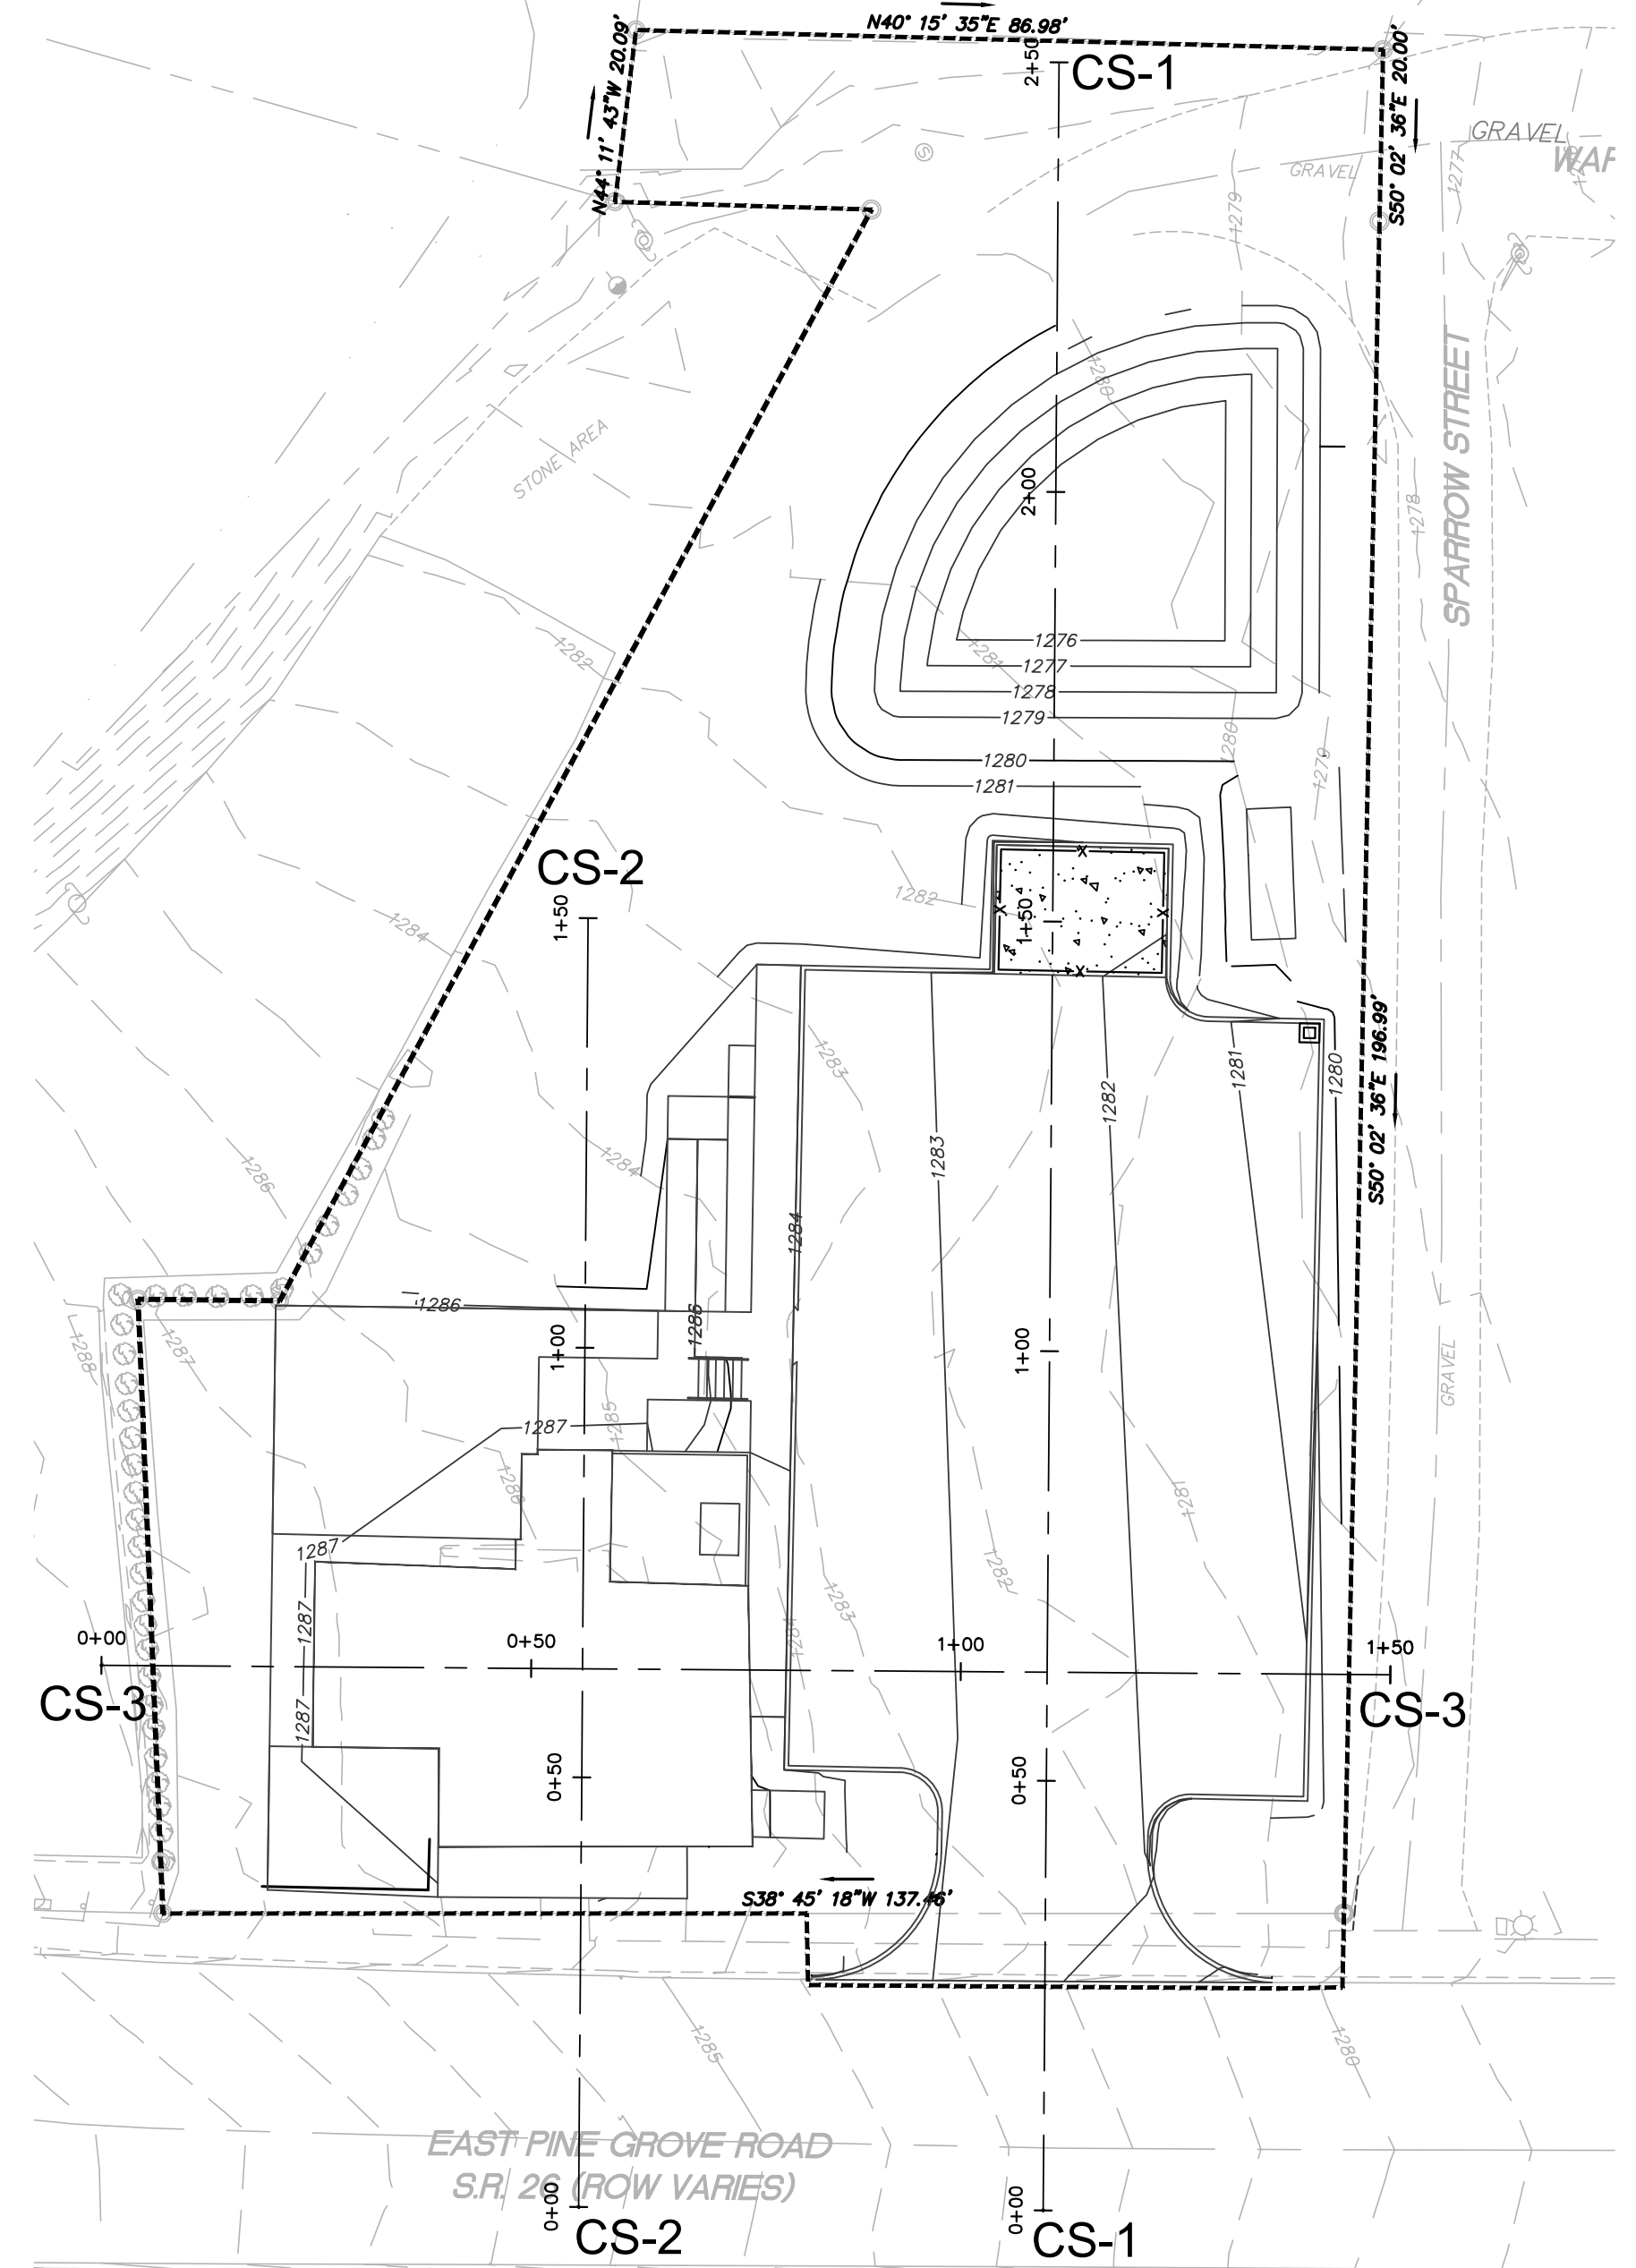 N40° 15' 35"E 86.98'
2+50
CS-1
N44° 11' 43"W 20.09'
S50° 02' 36"E 20.00'
GRAVEL
GRAVEL
1277
1279
S
1280
STONE AREA
2+00
1278
SPARROW STREET
1282
1281
1276
1277
1278
1279
1280
1280
1279
1281
CS-2
1+50
1282
1+50
1284
S50° 02' 36"E 196.99'
1283
1281
1280
1282
1283
1284
1286
1284
1286
1286
1288
1287
1+00
1+00
GRAVEL
1285
1287
1286
1281
1287
1282
1283
1287
1284
0+00
0+50
1+00
1+50
CS-3
CS-3
1287
0+50
0+50
S38° 45' 18"W 137.46'
1285
1280
EAST PINE GROVE ROAD
S.R. 26 (ROW VARIES)
0+00
0+00
CS-2
CS-1